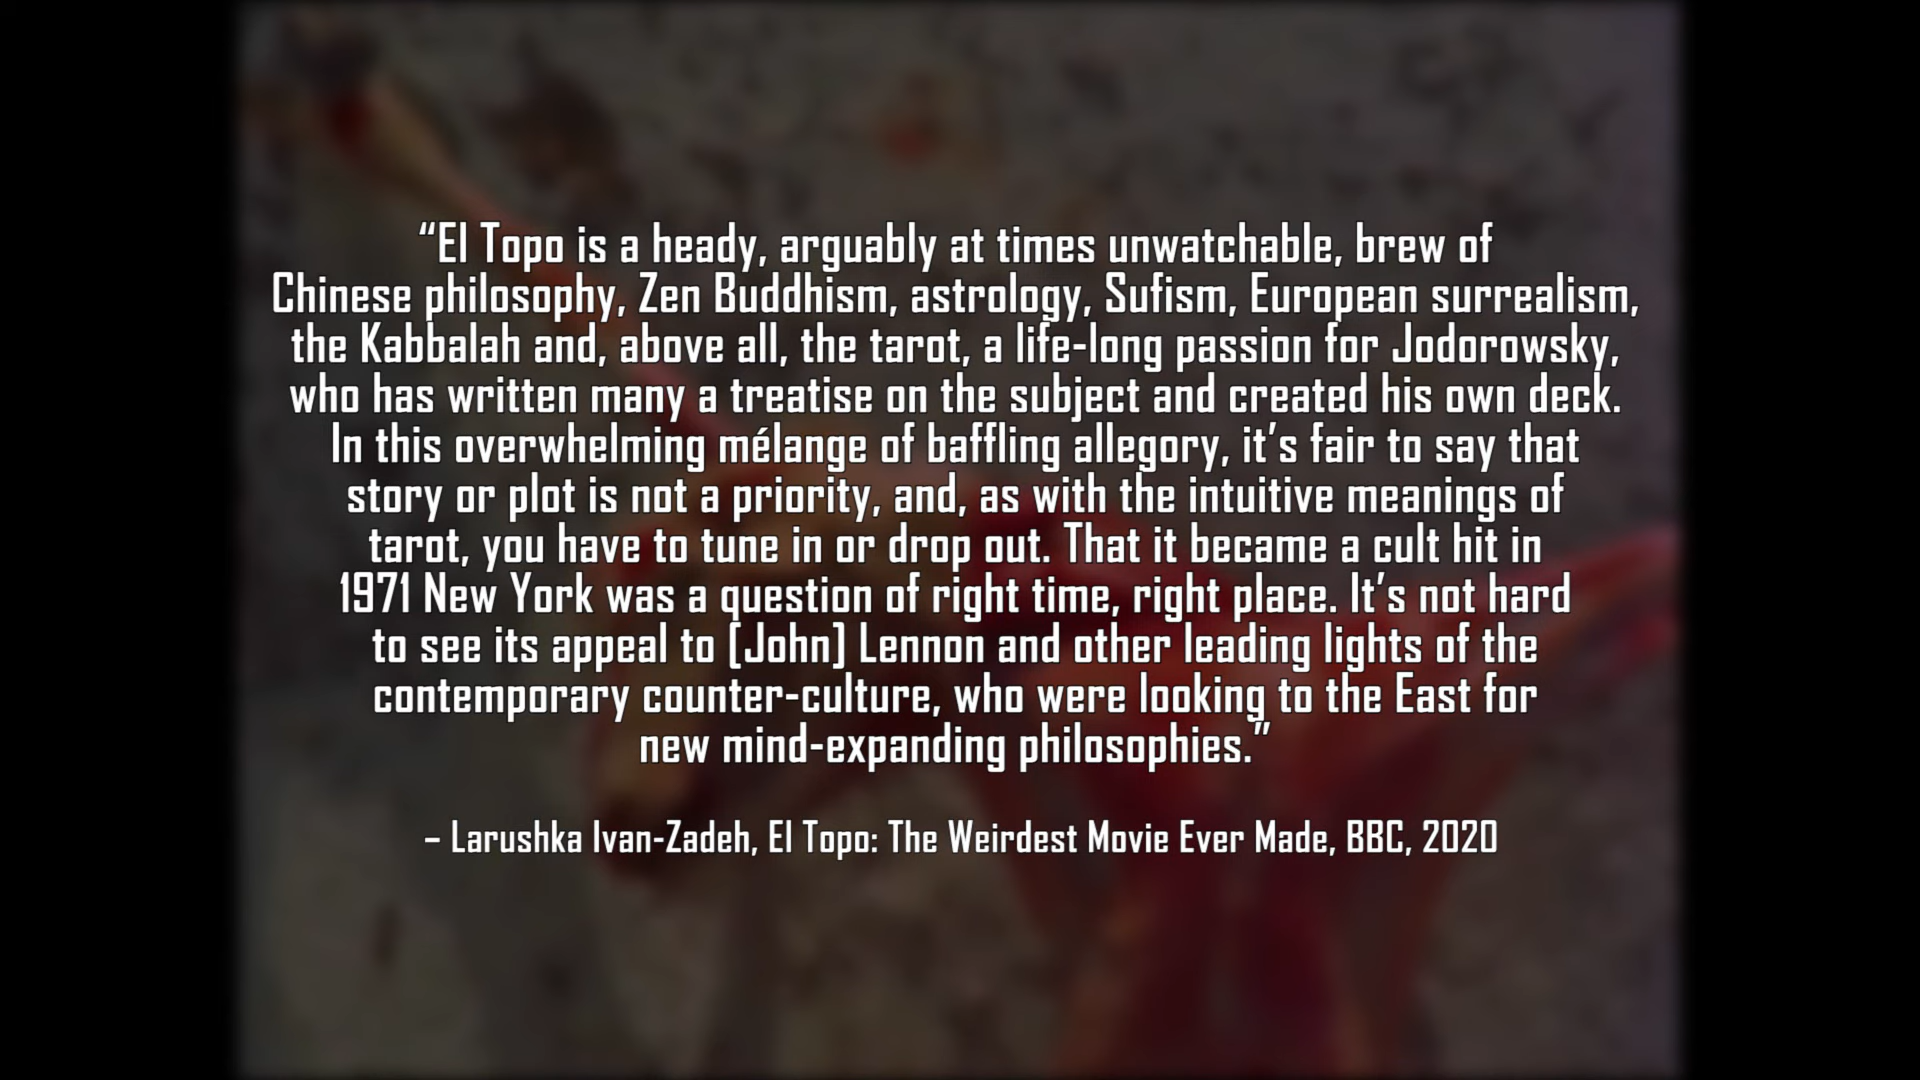 “El Topo is a heady, arguably at times unwatchable, brew of
Chinese philosophy, Zen Buddhism, astrology, Sufism, European surrealism,
the Kabbalah and, above all, the tarot, a life-long passion for Jodorowsky,
who has written many a treatise on the subject and created his own deck.
In this overwhelming mélange of baffling allegory, it’s fair to say that
story or plot is not a priority, and, as with the intuitive meanings of
tarot, you have to tune in or drop out. That it became a cult hit in
1971 New York was a question of right time, right place. It’s not hard
to see its appeal to [John] Lennon and other leading lights of the
contemporary counter-culture, who were looking to the East for
new mind-expanding philosophies.”
– Larushka Ivan-Zadeh, El Topo: The Weirdest Movie Ever Made, BBC, 2020